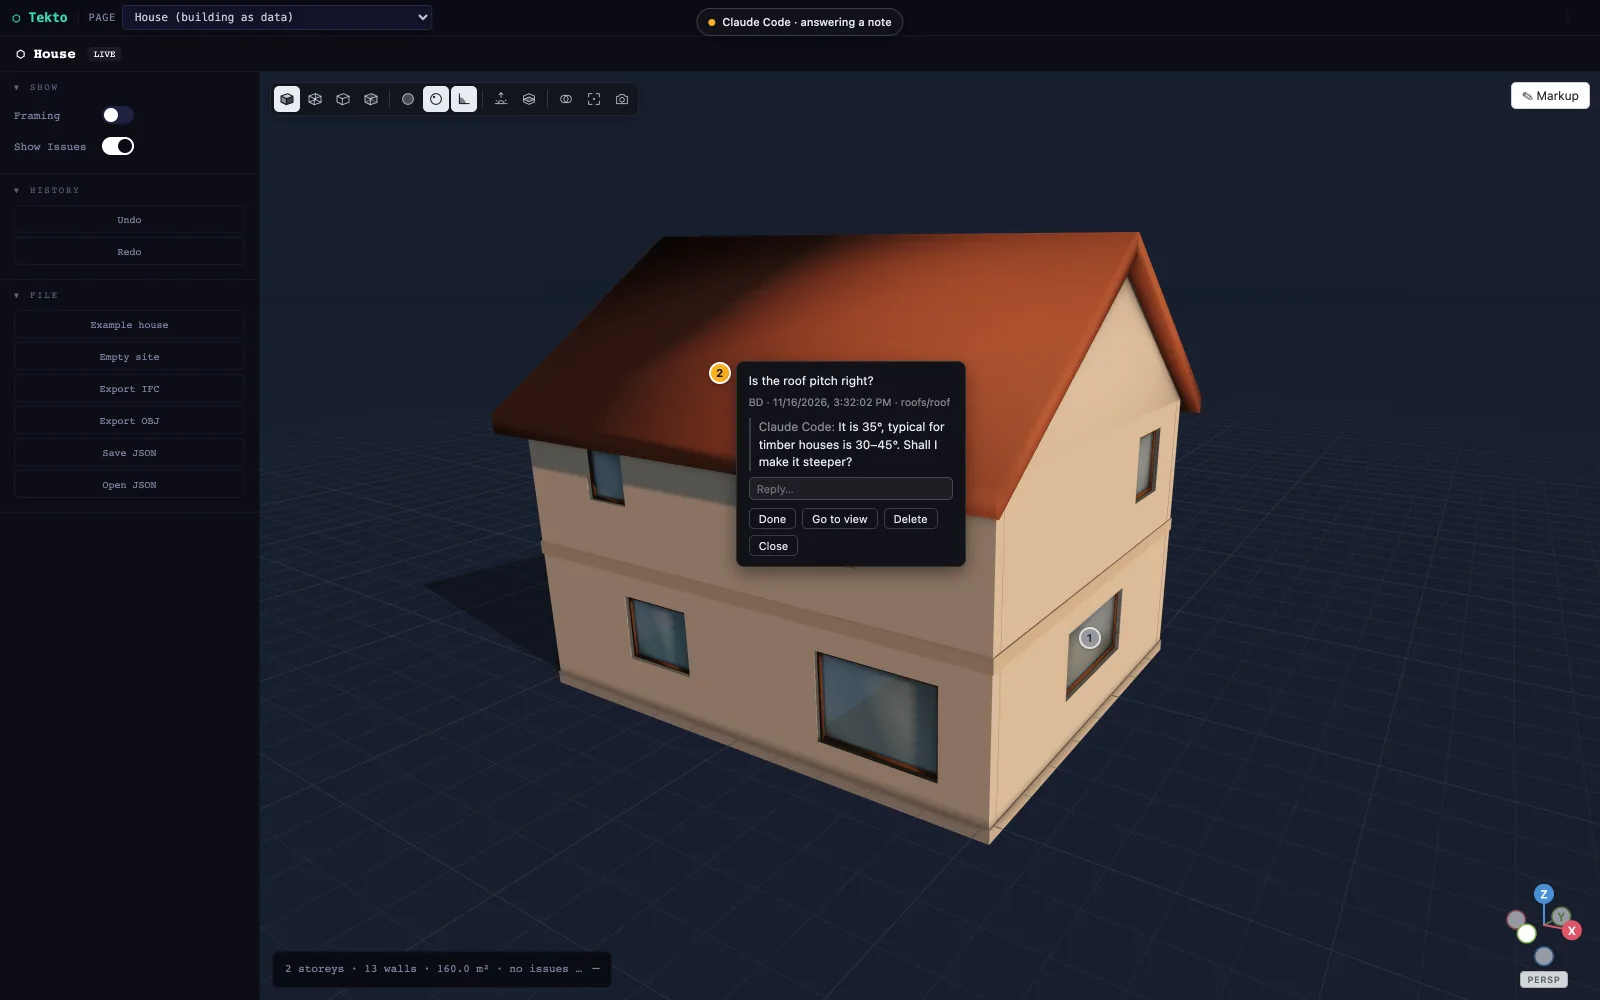 Tekto
PAGE
House (building as data)
Claude Code · answering a note
House
LIVE
SHOW
Framing
Show Issues
HISTORY
Undo
Redo
FILE
Example house
Empty site
Export IFC
Export OBJ
Save JSON
Open JSON
✎ Markup
2
Is the roof pitch right?
BD · 11/16/2026, 3:32:02 PM · roofs/roof
Claude Code: It is 35°, typical for
timber houses is 30–45°. Shall I
make it steeper?
Reply...
Done
Go to view
Delete
Close
1
2 storeys · 13 walls · 160.0 m² · no issues … —
Z
Y
X
PERSP